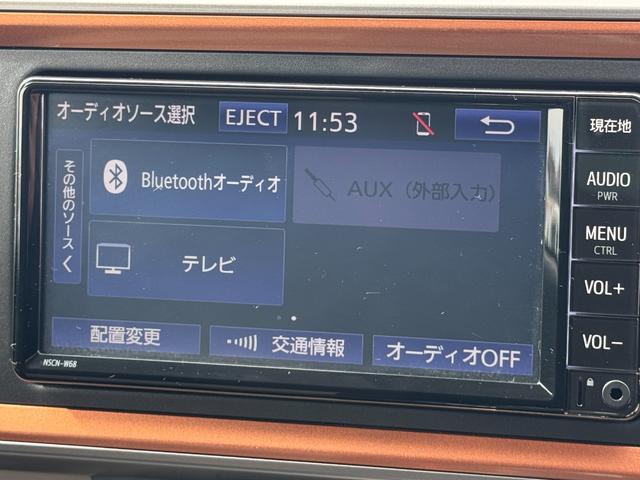 オーディオソース選択 EJECT 11:53
その他のソース く
Bluetoothオーディオ
AUX (外部入力)
テレビ
配置変更 交通情報 オーディオOFF
NSCN-W68
現在地
AUDIO
PWR
MENU
CTRL
VOL+
VOL-